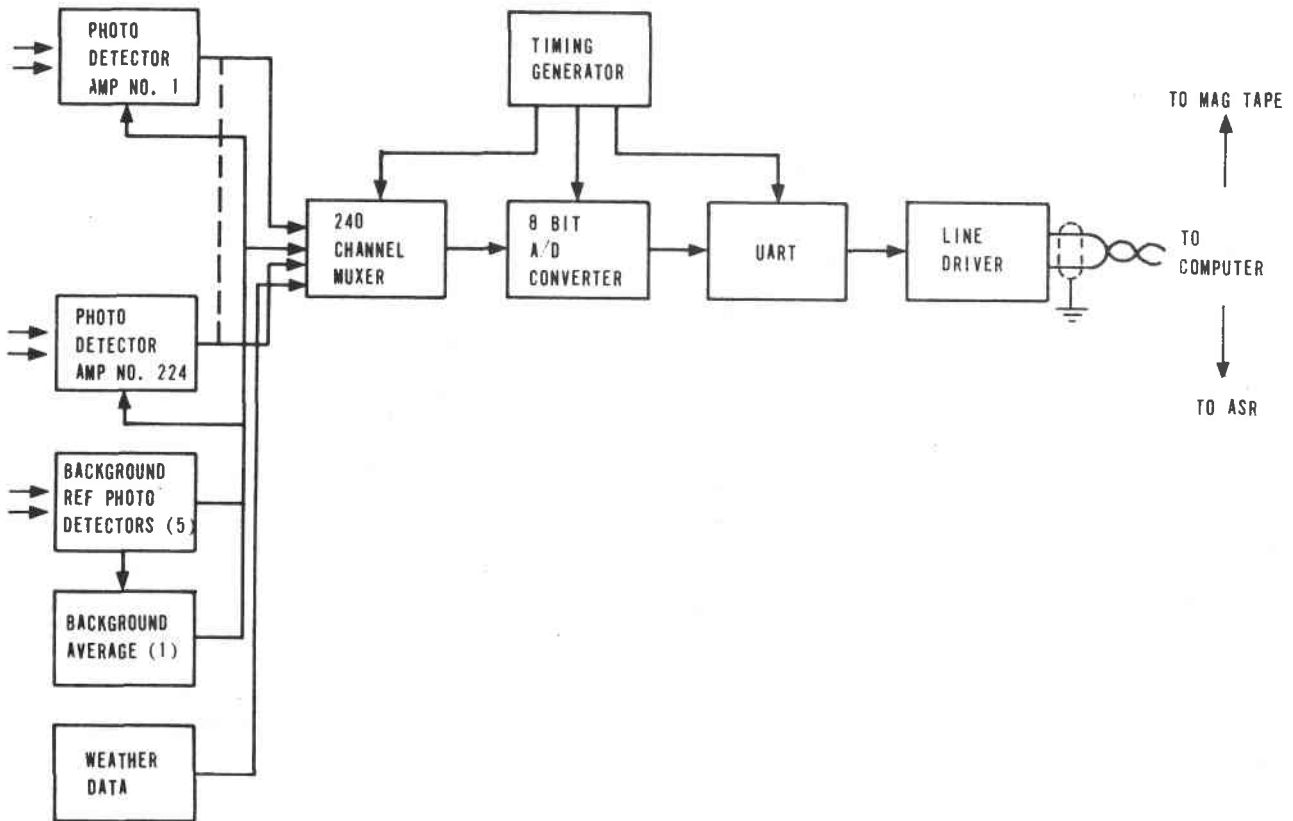 PHOTO
DETECTOR
AMP NO. 1
TIMING
GENERATOR
TO MAG TAPE
240
CHANNEL
MUXER
8 BIT
A/D
CONVERTER
UART
LINE
DRIVER
TO
COMPUTER
PHOTO
DETECTOR
AMP NO. 224
TO ASR
BACKGROUND
REF PHOTO
DETECTORS (5)
BACKGROUND
AVERAGE (1)
WEATHER
DATA